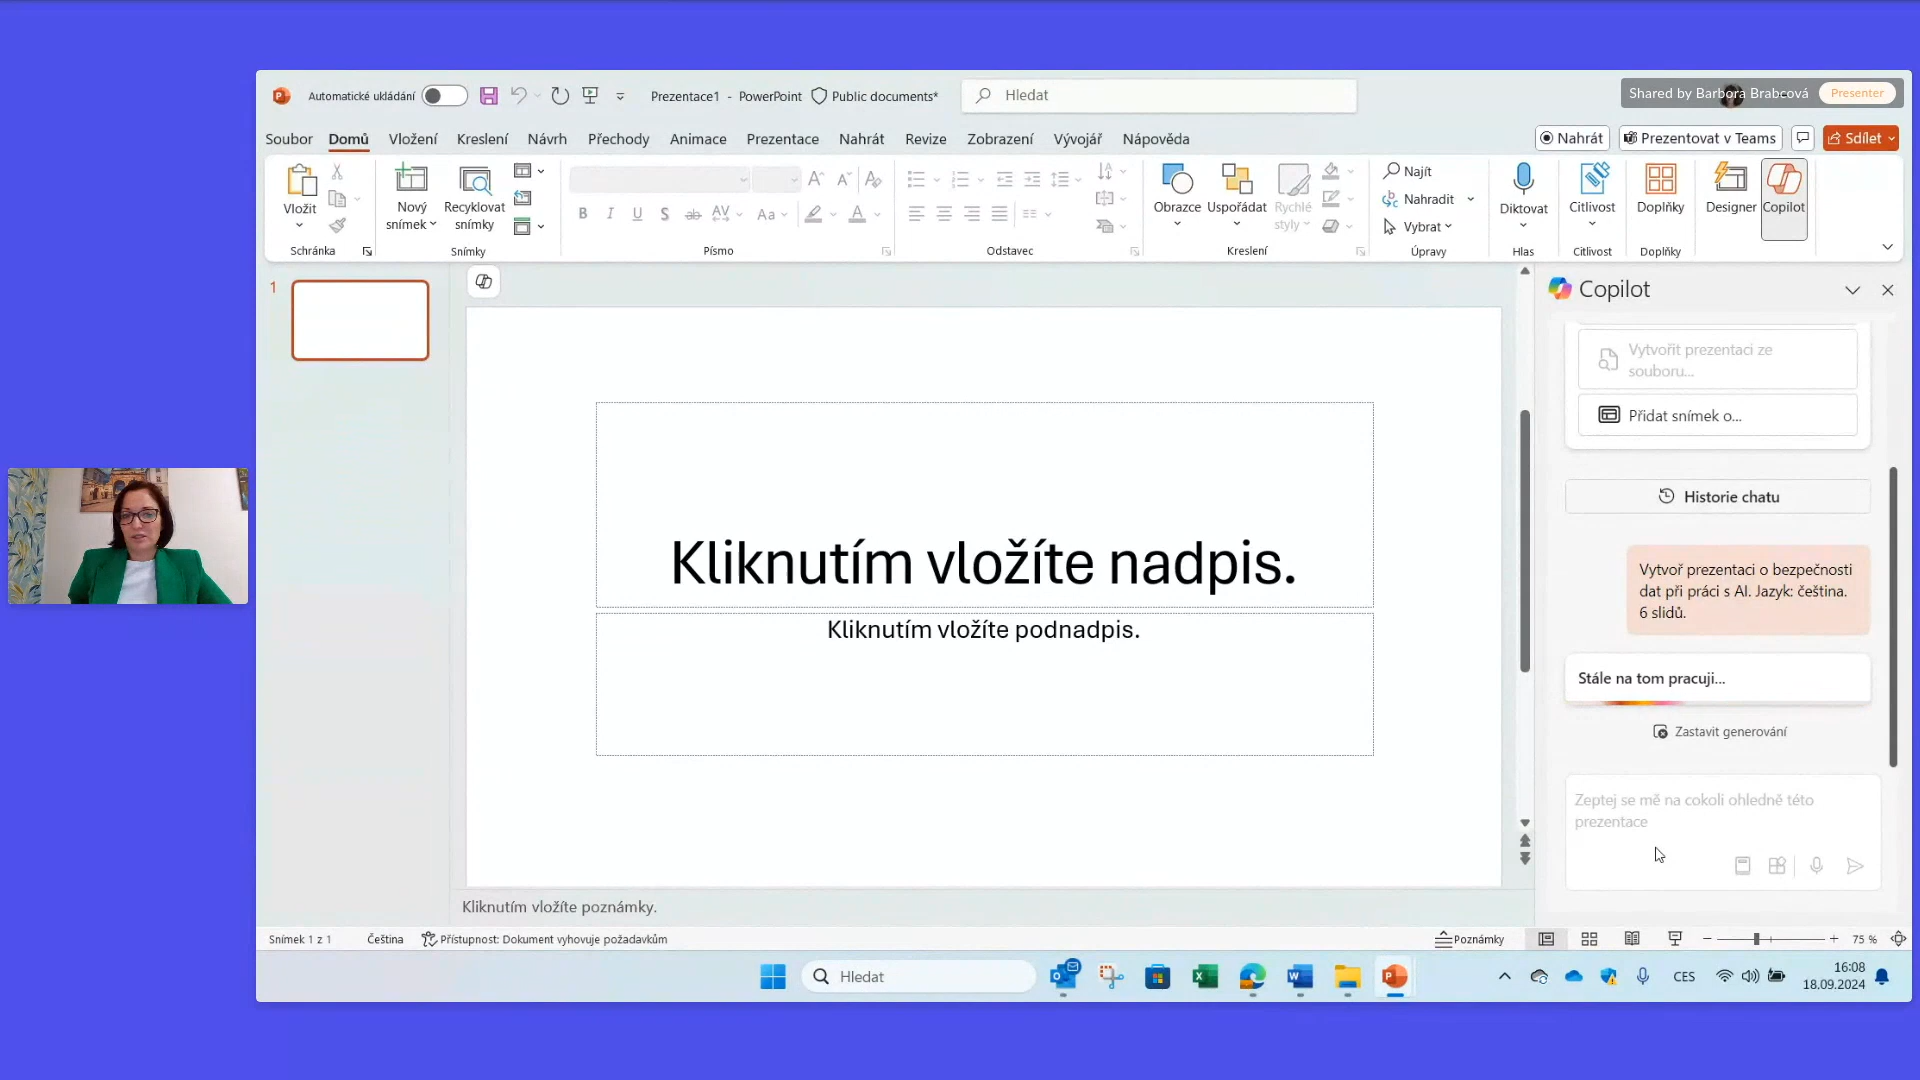 Automatické ukládání
Prezentace1 - PowerPoint
Public documents*
Hledat
Shared by Barbora Brabcová
Presenter
Soubor
Domů
Vložení
Kreslení
Návrh
Přechody
Animace
Prezentace
Nahrát
Revize
Zobrazení
Vývojář
Nápověda
Nahrát
Prezentovat v Teams
Sdílet
Vložit
Schránka
Nový
snímek
Recyklovat
snímky
Snímky
Písmo
Odstavec
Obrazce
Uspořádat
Rychlé
styly
Kreslení
Najít
Nahradit
Vybrat
Úpravy
Diktovat
Hlas
Citlivost
Citlivost
Doplňky
Doplňky
Designer
Copilot
1
Kliknutím vložíte nadpis.
Kliknutím vložíte podnadpis.
Kliknutím vložíte poznámky.
Copilot
Vytvořit prezentaci ze
souboru...
Přidat snímek o...
Historie chatu
Vytvoř prezentaci o bezpečnosti
dat při práci s AI. Jazyk: čeština.
6 slidů.
Stále na tom pracuji...
Zastavit generování
Zeptej se mě na cokoli ohledně této
prezentace
Snímek 1 z 1
Čeština
Přístupnost: Dokument vyhovuje požadavkům
Poznámky
75 %
Hledat
CES
16:08
18.09.2024